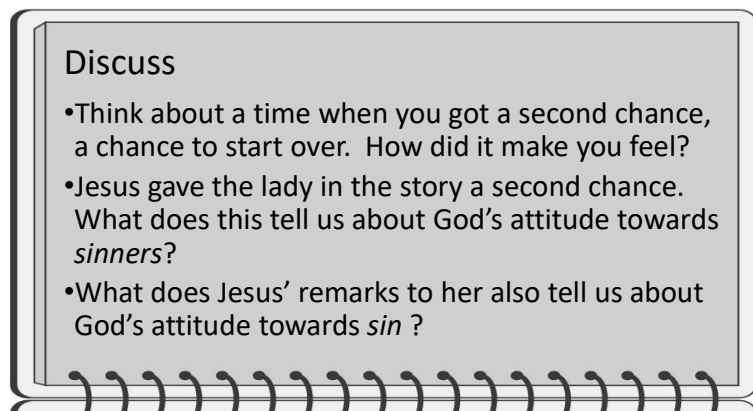 Discuss
•Think about a time when you got a second chance,
a chance to start over.  How did it make you feel?
•Jesus gave the lady in the story a second chance.
What does this tell us about God’s attitude towards
sinners?
•What does Jesus’ remarks to her also tell us about
God’s attitude towards sin ?